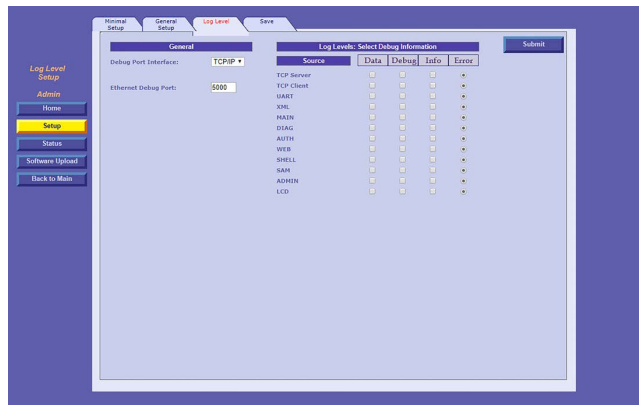 Minimal Setup
General Setup
Log Level
Save
Log Level Setup
Admin
Home
Setup
Status
Software Upload
Back to Main
General
Debug Port Interface: TCP/IP
Ethernet Debug Port: 5000
Log Levels: Select Debug Information
Source Data Debug Info Error
TCP Server
TCP Client
UART
XML
MAIN
DIAG
AUTH
WEB
SHELL
SAM
ADMIN
LCD
Submit